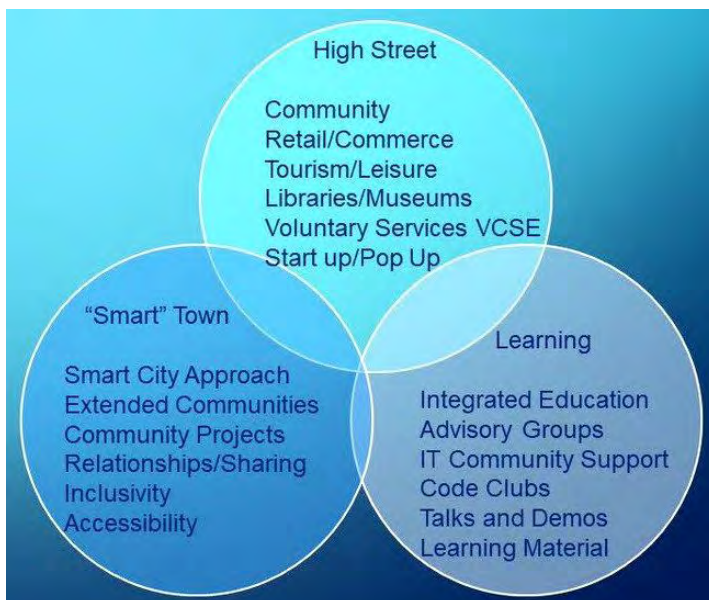 High Street
Community
Retail/Commerce
Tourism/Leisure
Libraries/Museums
Voluntary Services VCSE
Start up/Pop Up
“Smart” Town
Smart City Approach
Extended Communities
Community Projects
Relationships/Sharing
Inclusivity
Accessibility
Learning
Integrated Education
Advisory Groups
IT Community Support
Code Clubs
Talks and Demos
Learning Material